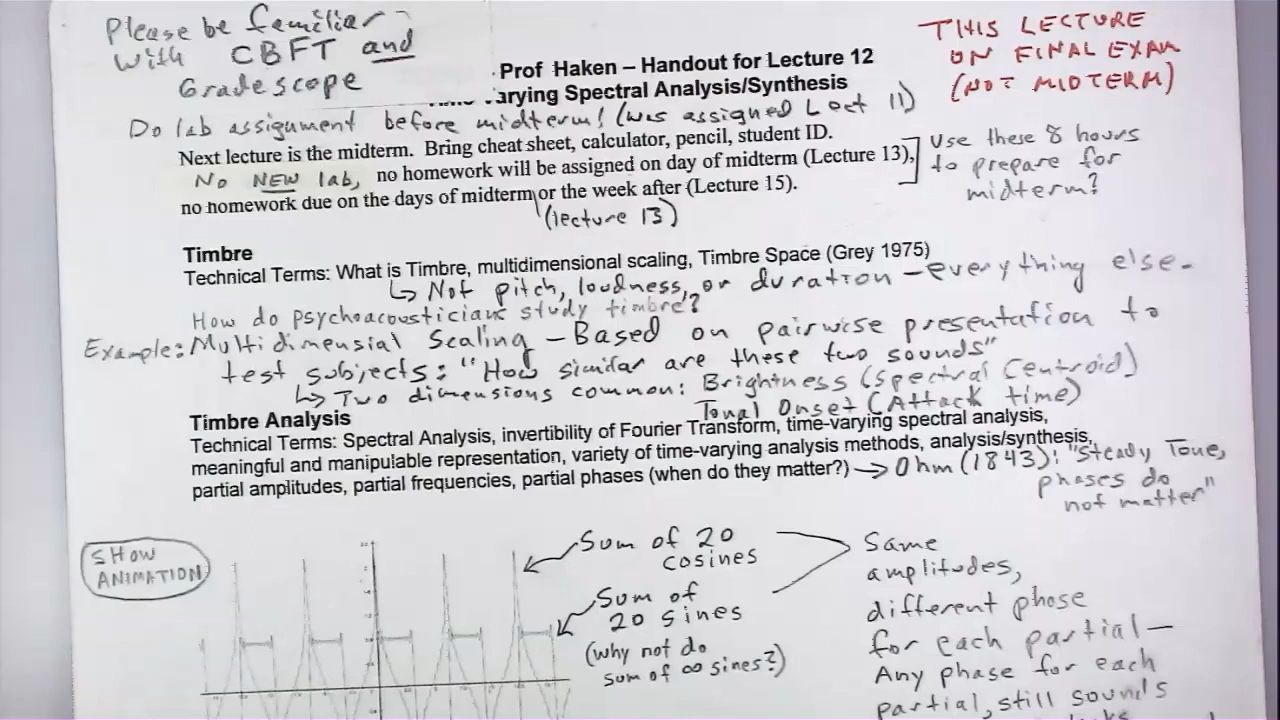 Please be familiar
with CBFT and
Gradescope
THIS LECTURE
ON FINAL EXAM
(NOT MIDTERM)
Prof Haken – Handout for Lecture 12
Varying Spectral Analysis/Synthesis
Do lab assignment before midterm! (was assigned Lect 11)
Next lecture is the midterm. Bring cheat sheet, calculator, pencil, student ID.
No NEW lab, no homework will be assigned on day of midterm (Lecture 13),
no homework due on the days of midterm or the week after (Lecture 15).
(lecture 13)
Use these 8 hours
to prepare for
midterm?
Timbre
Technical Terms: What is Timbre, multidimensional scaling, Timbre Space (Grey 1975)
↳ Not pitch, loudness, or duration – everything else.
How do psychoacousticians study timbre?
Example: Multidimensial Scaling – Based on pairwise presentation to
test subjects: "How similar are these two sounds"
↳ Two dimensions common: Brightness (Spectral Centroid)
Tonal Onset (Attack time)
Timbre Analysis
Technical Terms: Spectral Analysis, invertibility of Fourier Transform, time-varying spectral analysis,
meaningful and manipulable representation, variety of time-varying analysis methods, analysis/synthesis,
partial amplitudes, partial frequencies, partial phases (when do they matter?) → Ohm (1843): "Steady Tone,
phases do
not matter"
SHOW
ANIMATION
Sum of 20
cosines
Sum of
20 sines
(why not do
sum of ∞ sines?)
Same
amplitudes,
different phase
for each partial –
Any phase for each
partial, still sounds